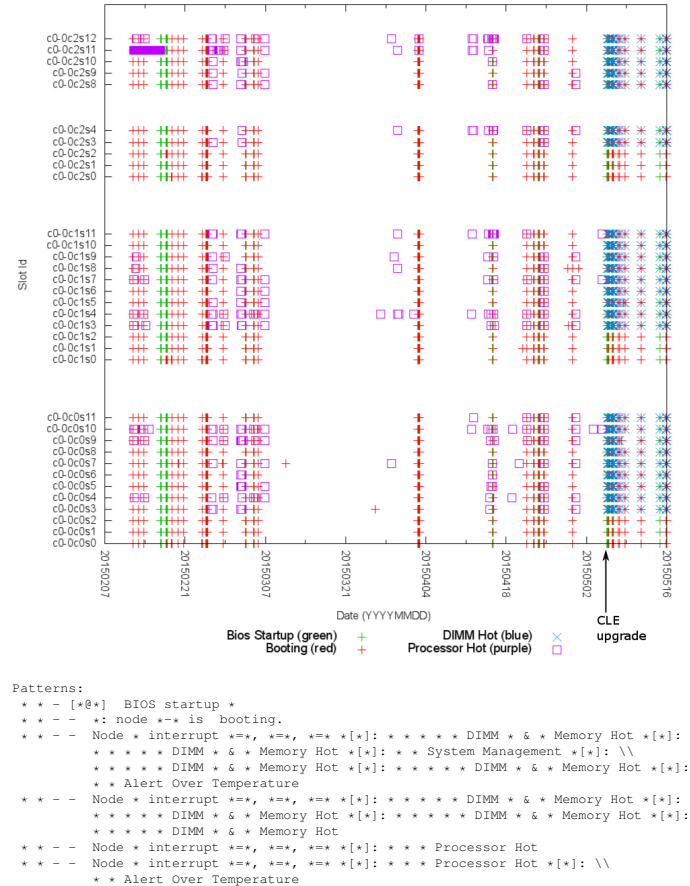 c0-0c2s12
c0-0c2s11
c0-0c2s10
c0-0c2s9
c0-0c2s8
c0-0c2s4
c0-0c2s3
c0-0c2s2
c0-0c2s1
c0-0c2s0
c0-0c1s11
c0-0c1s10
c0-0c1s9
c0-0c1s8
c0-0c1s7
c0-0c1s6
c0-0c1s5
c0-0c1s4
c0-0c1s3
c0-0c1s2
c0-0c1s1
c0-0c1s0
c0-0c0s11
c0-0c0s10
c0-0c0s9
c0-0c0s8
c0-0c0s7
c0-0c0s6
c0-0c0s5
c0-0c0s4
c0-0c0s3
c0-0c0s2
c0-0c0s1
c0-0c0s0
Slot Id
20150207
20150221
20150307
20150321
20150404
20150418
20150502
20150516
Date (YYYYMMDD)
CLE
upgrade
Bios Startup (green)
Booting (red)
DIMM Hot (blue)
Processor Hot (purple)
Patterns:
* * - [*@*]  BIOS startup *
* * - -  *: node *-* is  booting.
* * - -  Node * interrupt *=*, *=*, *=* *[*]: * * * * * DIMM * & * Memory Hot *[*]:
* * * * * DIMM * & * Memory Hot *[*]: * * System Management *[*]: \\
* * * * * DIMM * & * Memory Hot *[*]: * * * * * DIMM * & * Memory Hot *[*]:
* * Alert Over Temperature
* * - -  Node * interrupt *=*, *=*, *=* *[*]: * * * * * DIMM * & * Memory Hot *[*]:
* * * * * DIMM * & * Memory Hot *[*]: * * * * * DIMM * & * Memory Hot *[*]:
* * * * * DIMM * & * Memory Hot
* * - -  Node * interrupt *=*, *=*, *=* *[*]: * * * Processor Hot
* * - -  Node * interrupt *=*, *=*, *=* *[*]: * * * Processor Hot *[*]: \\
* * Alert Over Temperature